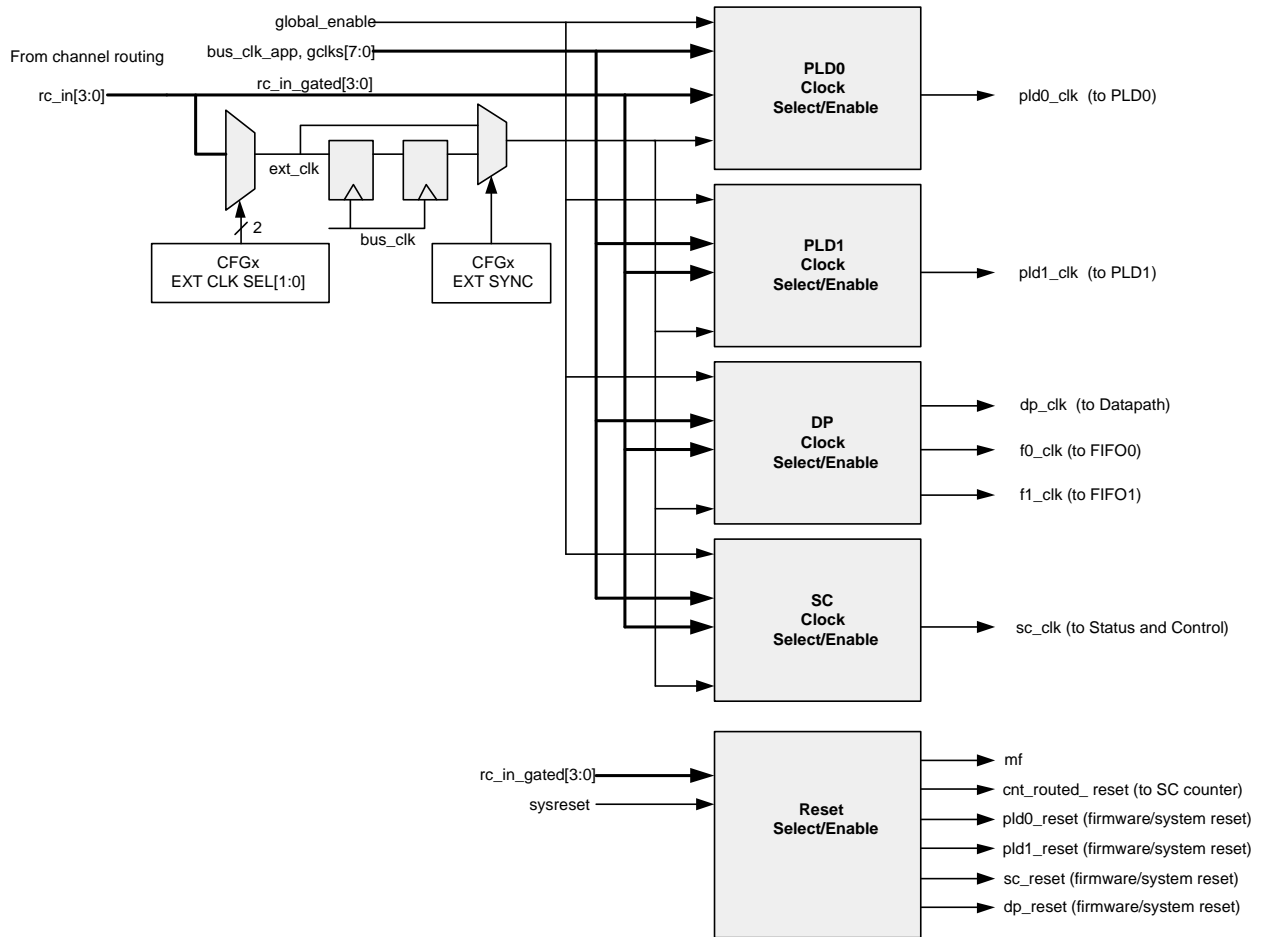 global_enable
From channel routing
bus_clk_app, gclks[7:0]
rc_in_gated[3:0]
rc_in[3:0]
ext_clk
bus_clk
2
CFGx
EXT CLK SEL[1:0]
CFGx
EXT SYNC
PLD0
Clock
Select/Enable
pld0_clk (to PLD0)
PLD1
Clock
Select/Enable
pld1_clk (to PLD1)
DP
Clock
Select/Enable
dp_clk (to Datapath)
f0_clk (to FIFO0)
f1_clk (to FIFO1)
SC
Clock
Select/Enable
sc_clk (to Status and Control)
rc_in_gated[3:0]
sysreset
Reset
Select/Enable
mf
cnt_routed_ reset (to SC counter)
pld0_reset (firmware/system reset)
pld1_reset (firmware/system reset)
sc_reset (firmware/system reset)
dp_reset (firmware/system reset)